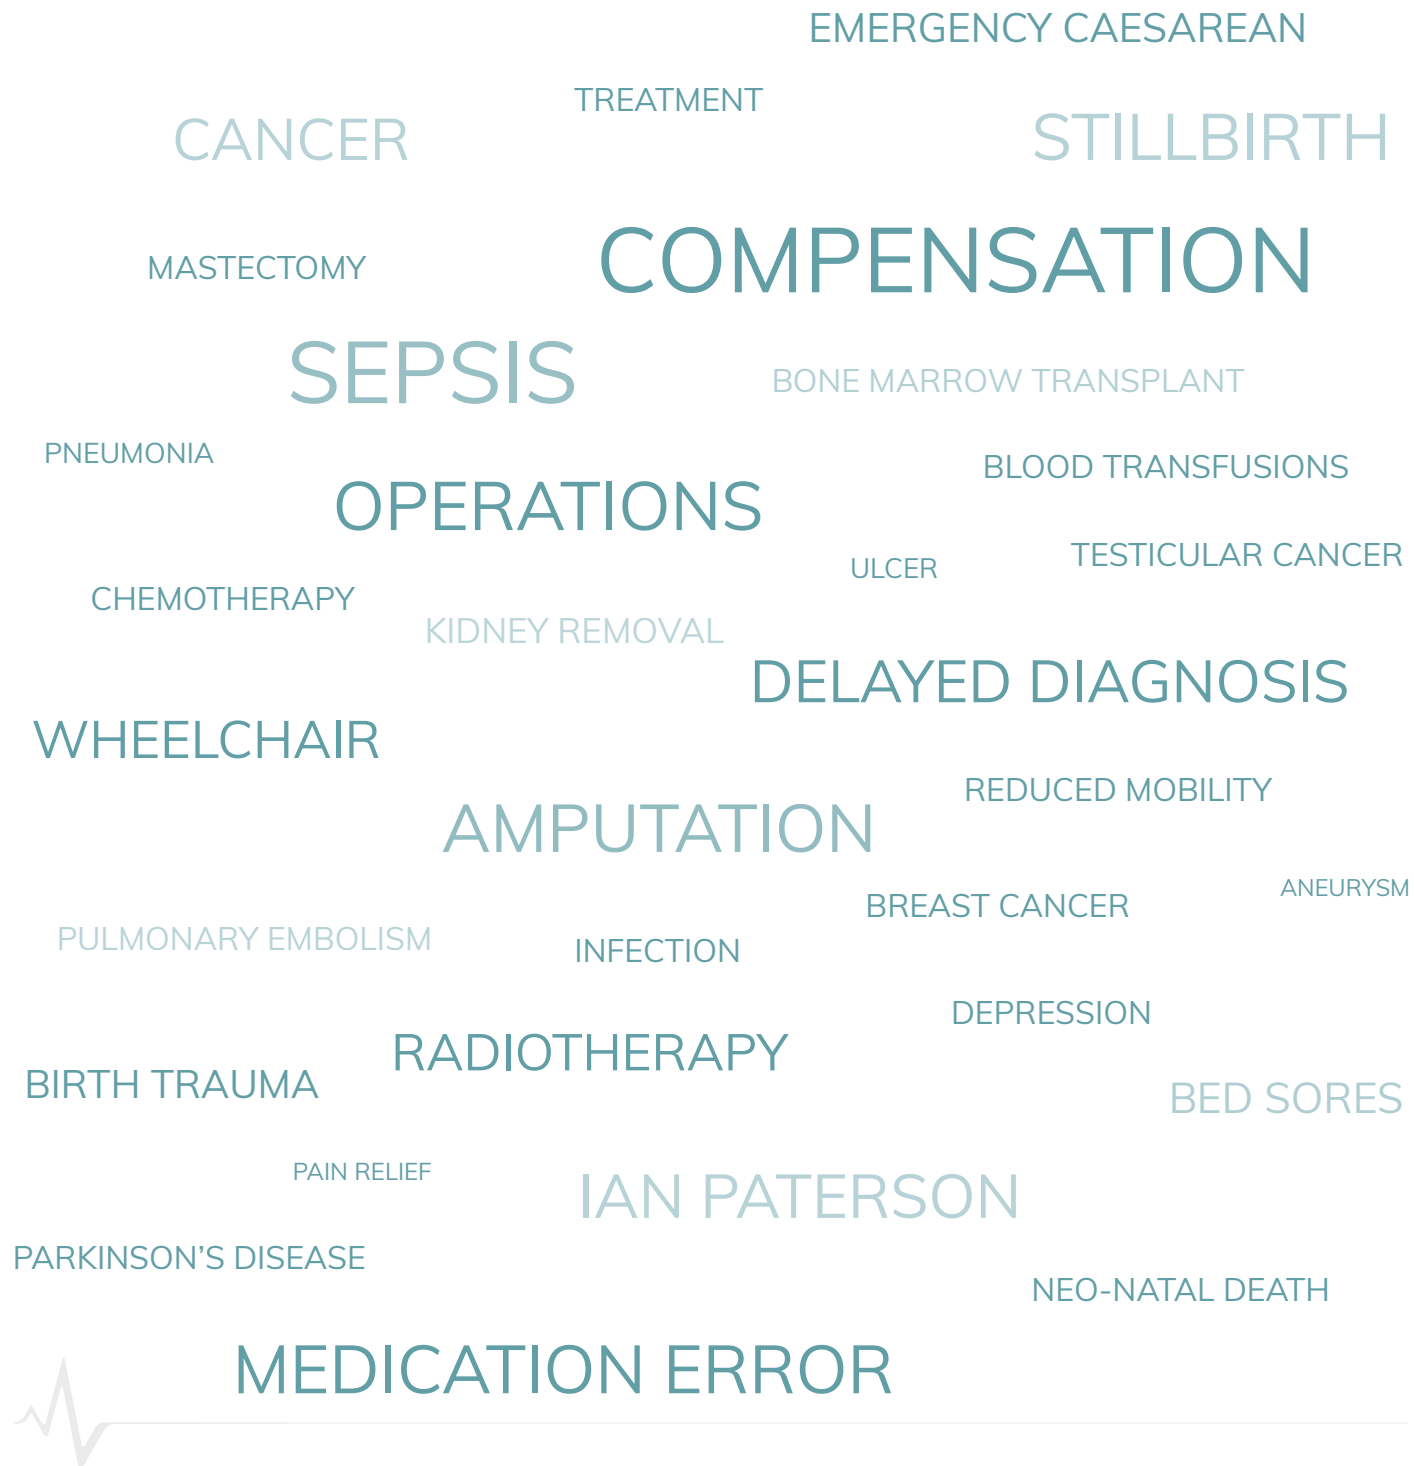 EMERGENCY CAESAREAN
TREATMENT
CANCER
STILLBIRTH
COMPENSATION
MASTECTOMY
SEPSIS
BONE MARROW TRANSPLANT
PNEUMONIA
BLOOD TRANSFUSIONS
OPERATIONS
TESTICULAR CANCER
ULCER
CHEMOTHERAPY
KIDNEY REMOVAL
DELAYED DIAGNOSIS
WHEELCHAIR
REDUCED MOBILITY
AMPUTATION
ANEURYSM
BREAST CANCER
PULMONARY EMBOLISM
INFECTION
DEPRESSION
RADIOTHERAPY
BIRTH TRAUMA
BED SORES
PAIN RELIEF
IAN PATERSON
PARKINSON’S DISEASE
NEO-NATAL DEATH
MEDICATION ERROR